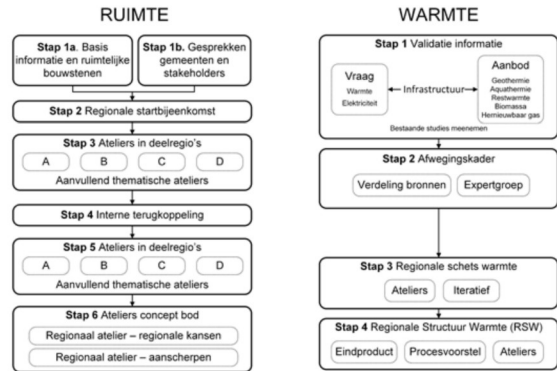 RUIMTE
Stap 1a. Basis
informatie en ruimtelijke
bouwstenen
Stap 1b. Gesprekken
gemeenten en
stakeholders
Stap 2 Regionale startbijeenkomst
Stap 3 Ateliers in deelregio's
A B C D
Aanvullend thematische ateliers
Stap 4 Interne terugkoppeling
Stap 5 Ateliers in deelregio's
A B C D
Aanvullend thematische ateliers
Stap 6 Ateliers concept bod
Regionaal atelier – regionale kansen
Regionaal atelier – aanscherpen
WARMTE
Stap 1 Validatie informatie
Vraag
Warmte
Elektriciteit
Infrastructuur
Aanbod
Geothermie
Aquathermie
Restwarmte
Biomassa
Hernieuwbaar gas
Bestaande studies meenemen
Stap 2 Afwegingskader
Verdeling bronnen
Expertgroep
Stap 3 Regionale schets warmte
Ateliers
Iteratief
Stap 4 Regionale Structuur Warmte (RSW)
Eindproduct
Procesvoorstel
Ateliers